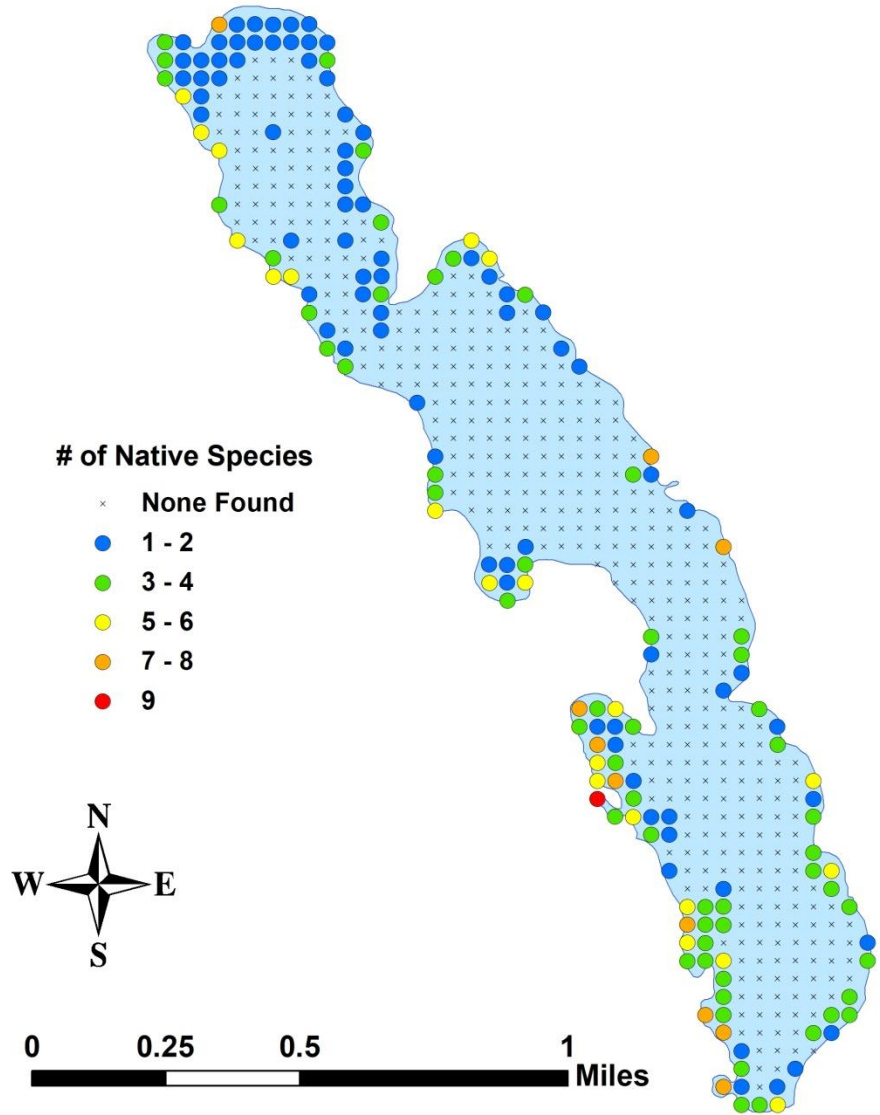 # of Native Species
None Found
1 - 2
3 - 4
5 - 6
7 - 8
9
N
W E
S
0 0.25 0.5 1 Miles